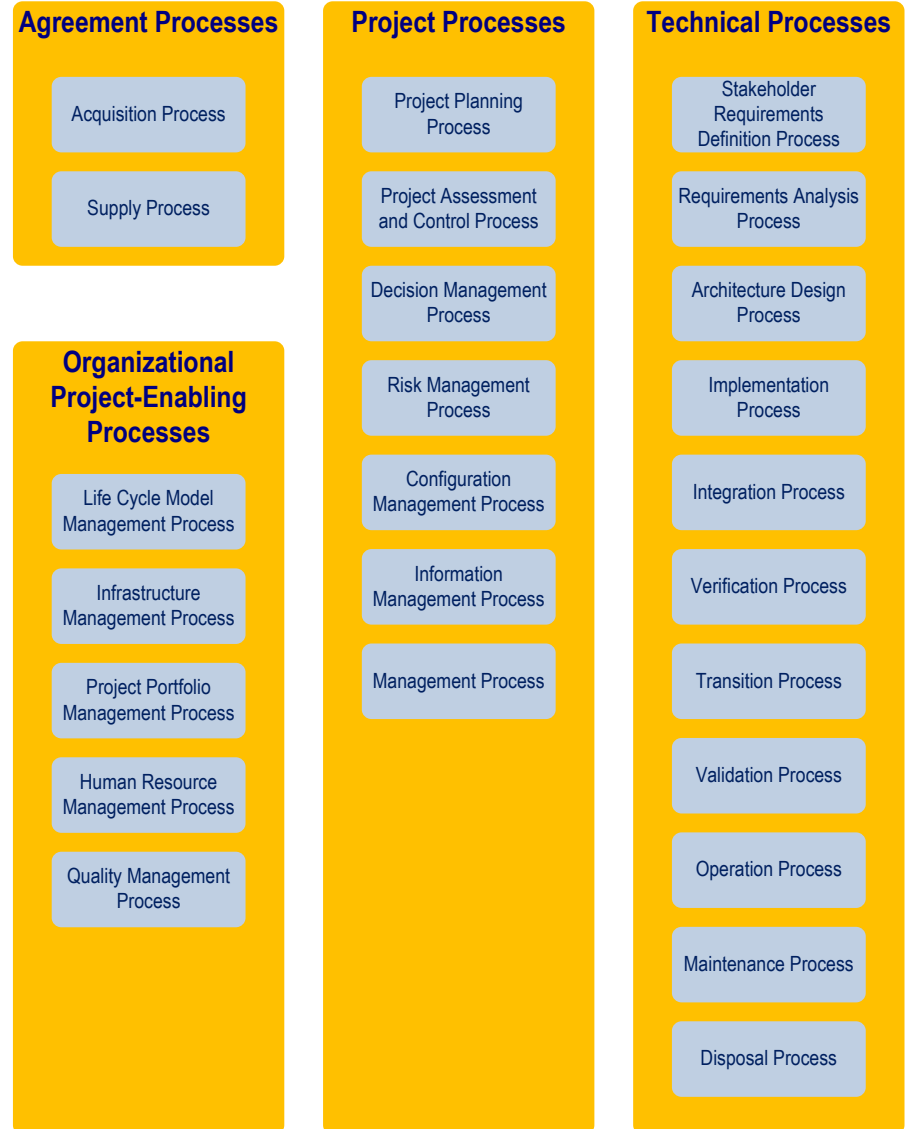 Agreement Processes
Acquisition Process
Supply Process
Organizational
Project-Enabling
Processes
Life Cycle Model
Management Process
Infrastructure
Management Process
Project Portfolio
Management Process
Human Resource
Management Process
Quality Management
Process
Project Processes
Project Planning
Process
Project Assessment
and Control Process
Decision Management
Process
Risk Management
Process
Configuration
Management Process
Information
Management Process
Management Process
Technical Processes
Stakeholder
Requirements
Definition Process
Requirements Analysis
Process
Architecture Design
Process
Implementation
Process
Integration Process
Verification Process
Transition Process
Validation Process
Operation Process
Maintenance Process
Disposal Process